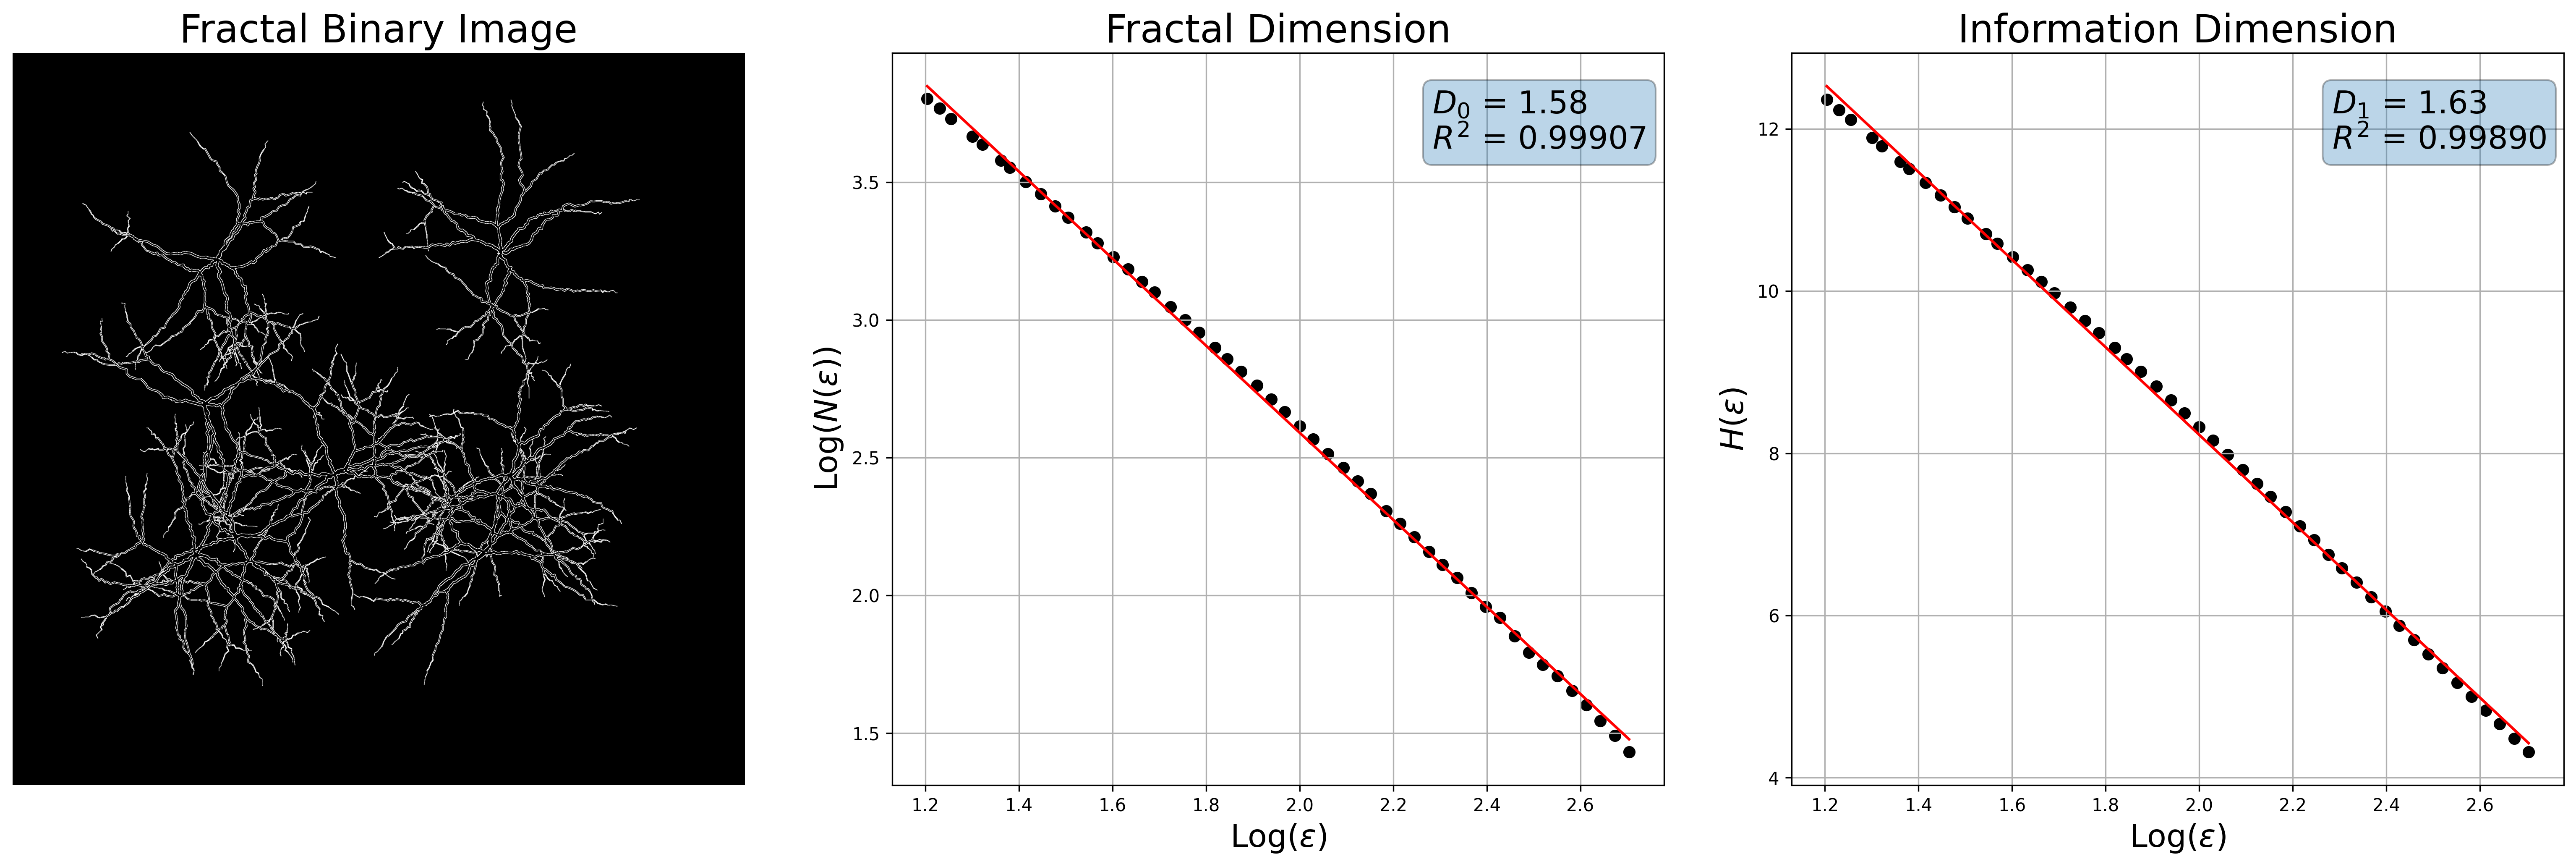 Fractal Binary Image
Fractal Dimension
D₀ = 1.58
R² = 0.99907
Log(N(ε))
3.5
3.0
2.5
2.0
1.5
1.2 1.4 1.6 1.8 2.0 2.2 2.4 2.6
Log(ε)
Information Dimension
D₁ = 1.63
R² = 0.99890
H(ε)
12
10
8
6
4
1.2 1.4 1.6 1.8 2.0 2.2 2.4 2.6
Log(ε)